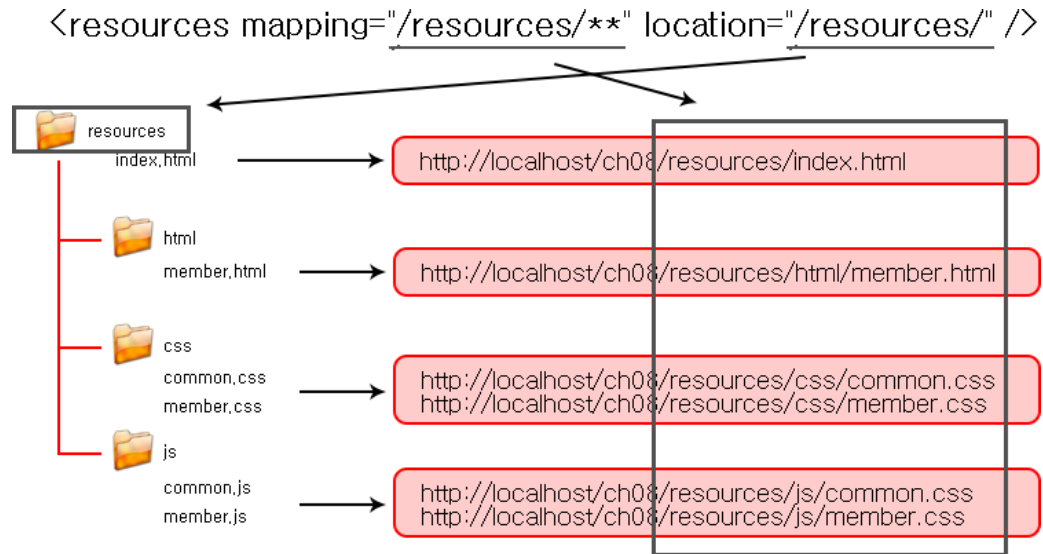 <resources mapping="/resources/**" location="/resources/" />
resources
index,html
http://localhost/ch08/resources/index.html
html
member,html
http://localhost/ch08/resources/html/member.html
css
common,css
member,css
http://localhost/ch08/resources/css/common.css
http://localhost/ch08/resources/css/member.css
js
common,js
member,js
http://localhost/ch08/resources/js/common.css
http://localhost/ch08/resources/js/member.css